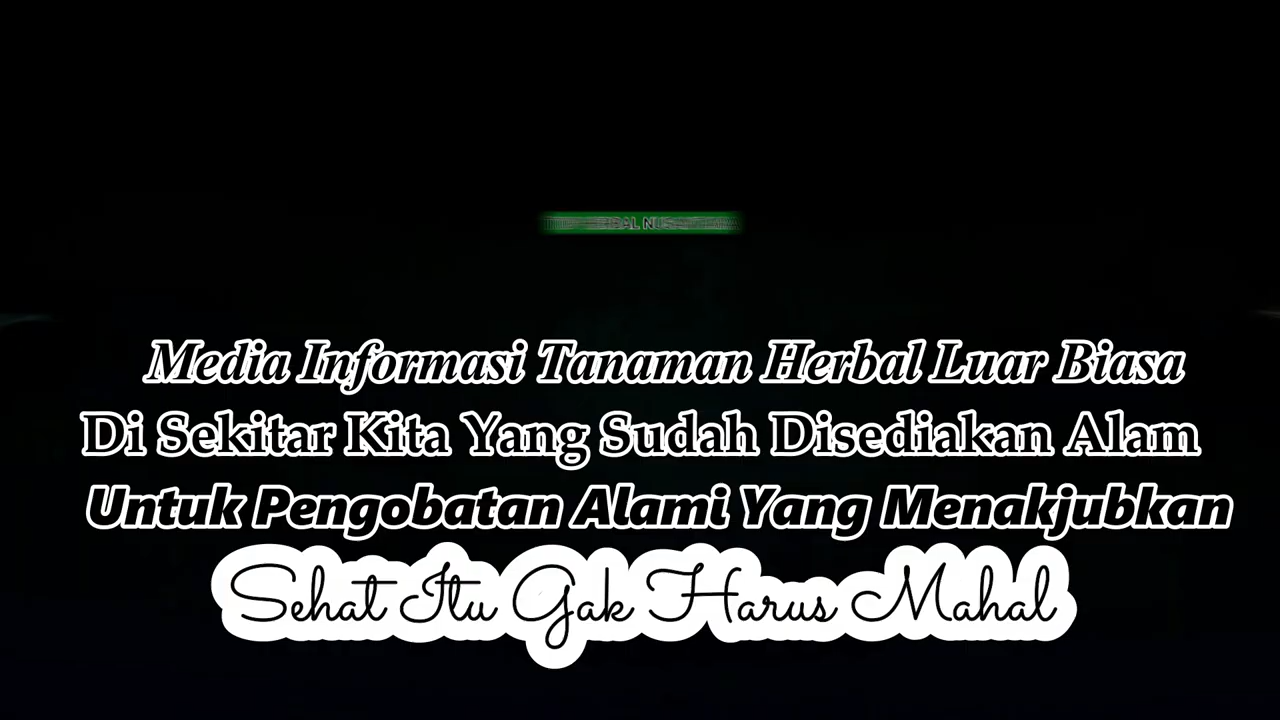 Media Informasi Tanaman Herbal Luar Biasa
Di Sekitar Kita Yang Sudah Disediakan Alam
Untuk Pengobatan Alami Yang Menakjubkan
Sehat Itu Gak Harus Mahal